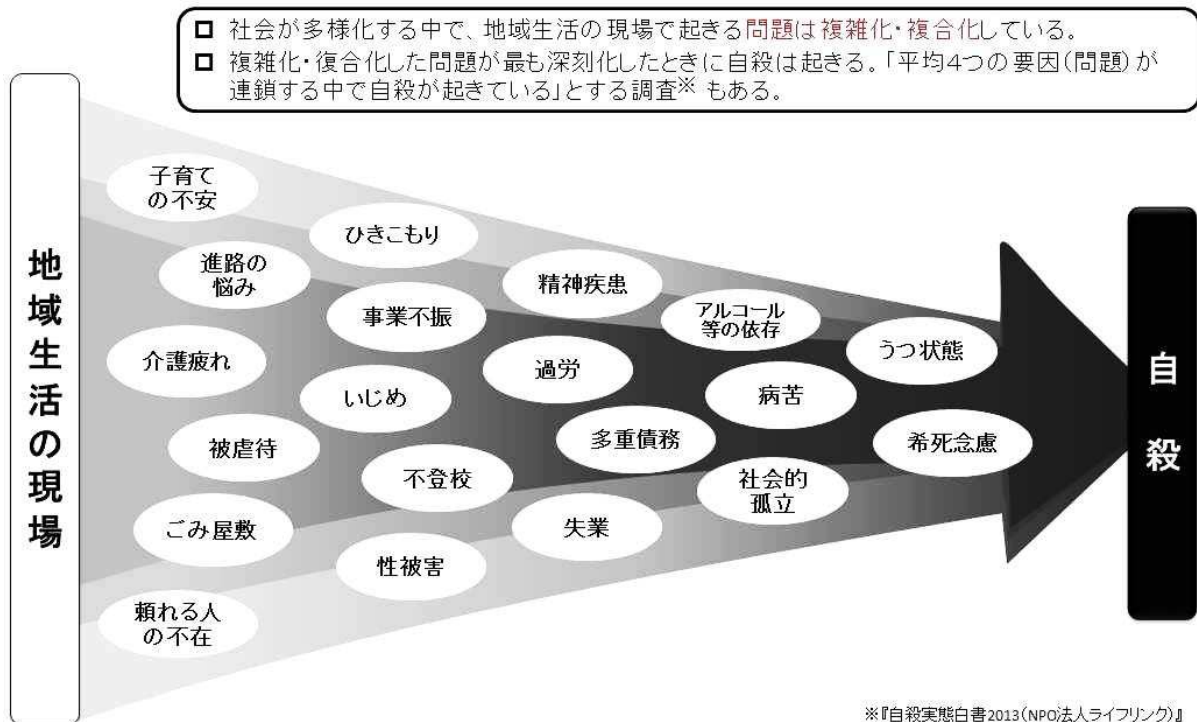 □ 社会が多様化する中で、地域生活の現場で起きる問題は複雑化・複合化している。
□ 複雑化・復合化した問題が最も深刻化したときに自殺は起きる。「平均4つの要因(問題)が
連鎖する中で自殺が起きている」とする調査※ もある。
地域生活の現場
子育て
の不安
ひきこもり
進路の
悩み
精神疾患
事業不振
アルコール
等の依存
うつ状態
介護疲れ
過労
いじめ
病苦
自殺
被虐待
多重債務
希死念慮
不登校
社会的
孤立
ごみ屋敷
失業
性被害
頼れる人
の不在
※『自殺実態白書2013(NPO法人ライフリンク)』